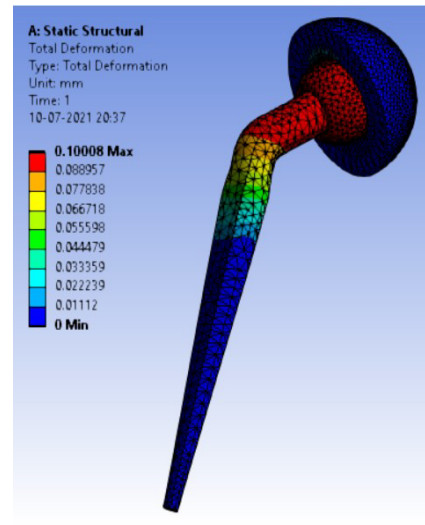 A: Static Structural
Total Deformation
Type: Total Deformation
Unit: mm
Time: 1
10-07-2021 20:37
0.10008 Max
0.088957
0.077838
0.066718
0.055598
0.044479
0.033359
0.022239
0.01112
0 Min